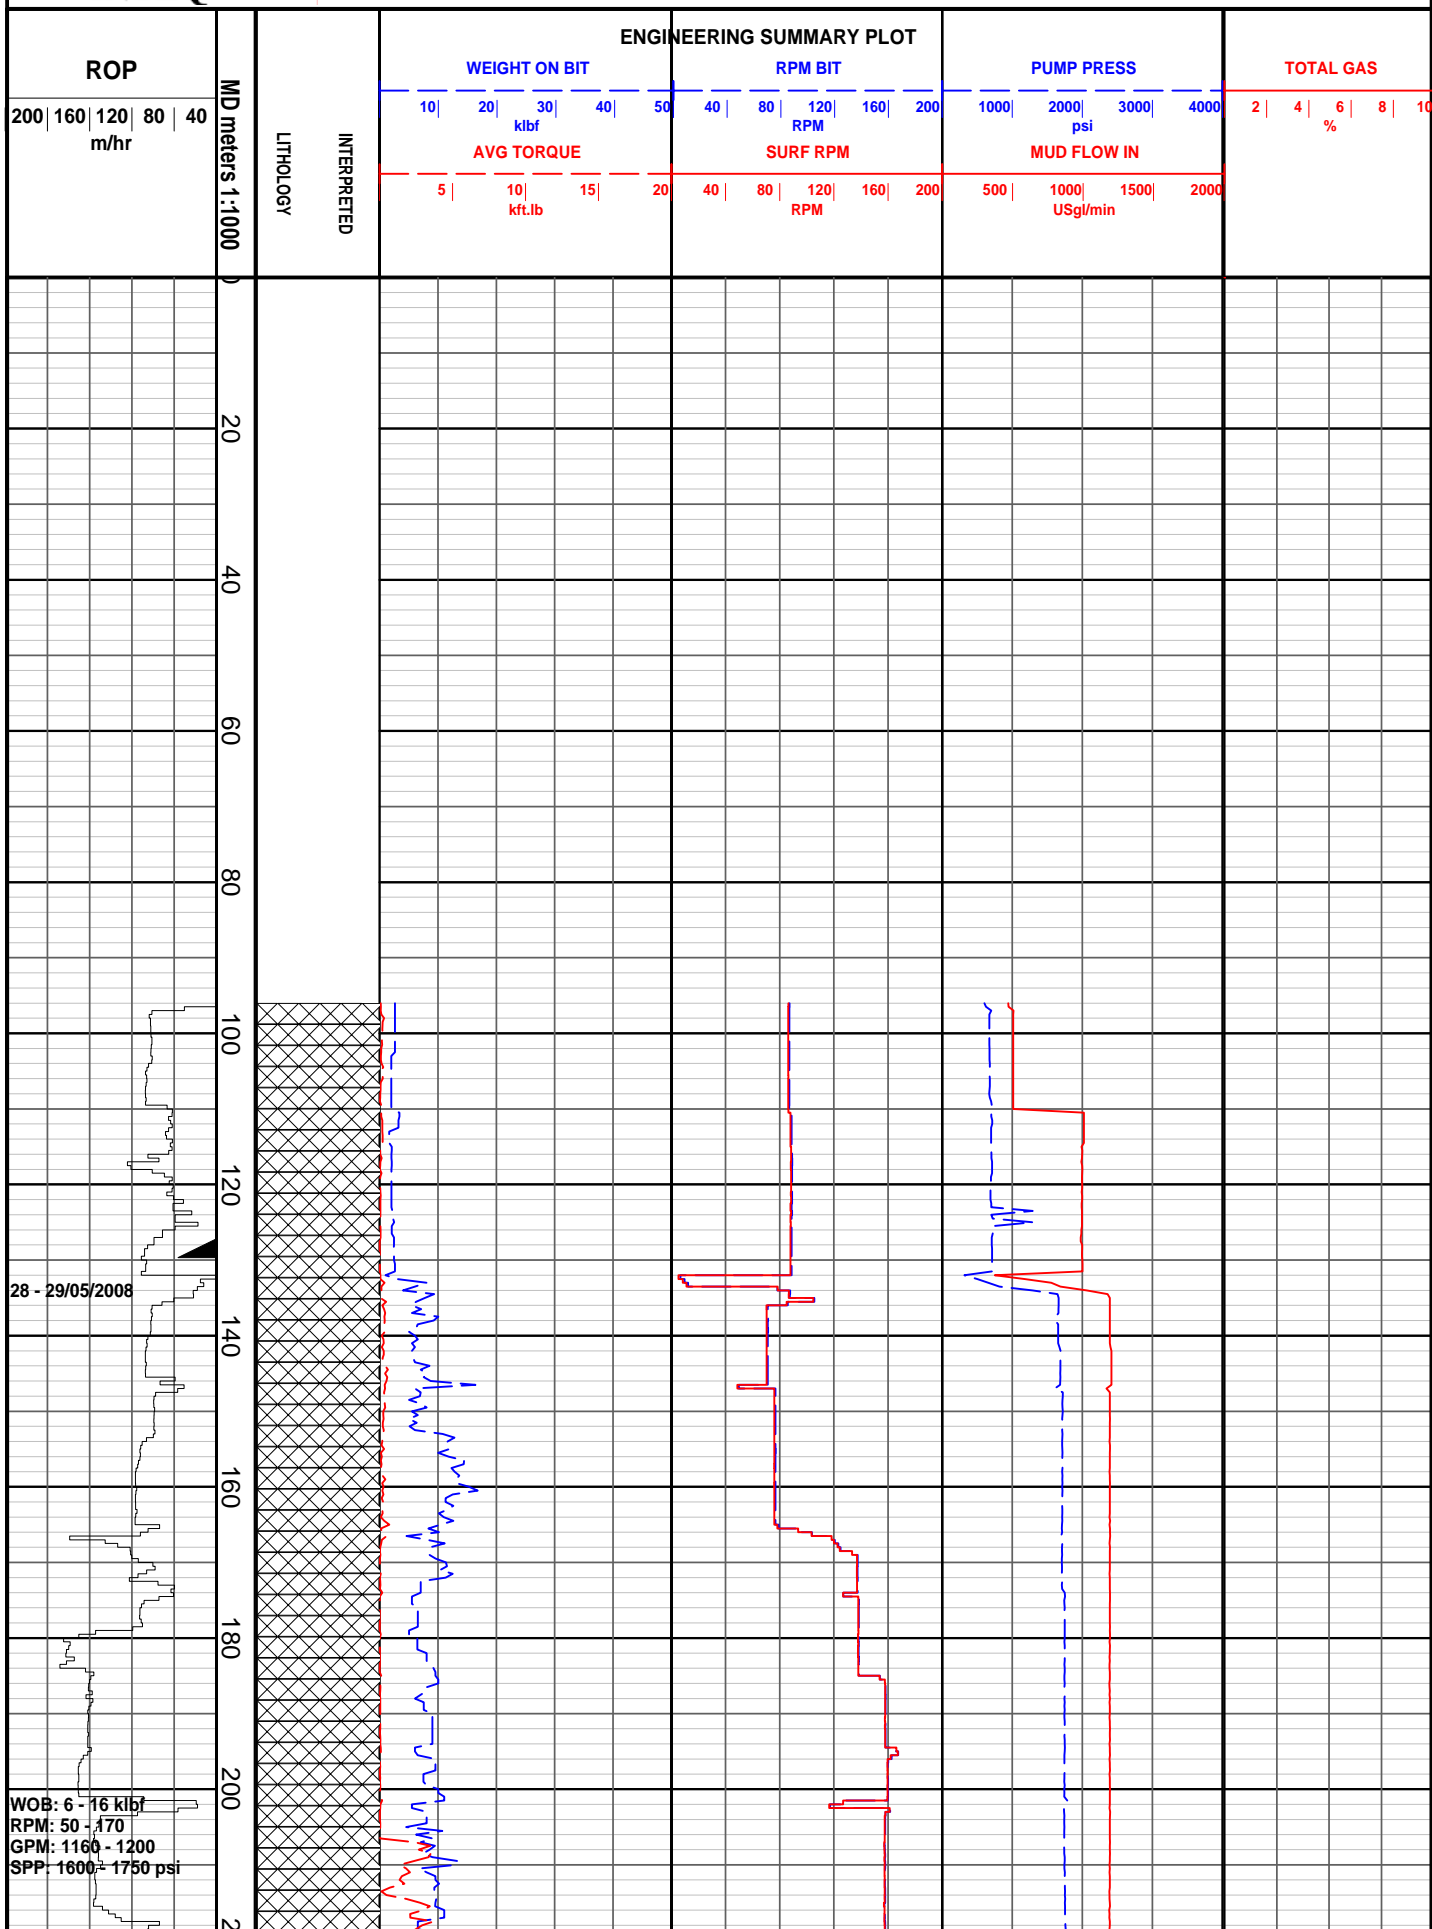 ENGINEERING SUMMARY PLOT
ROP
200 160 120 80 40
m/hr
MD meters 1:1000
LITHOLOGY
INTERPRETED
WEIGHT ON BIT
10 20 30 40 50
klbf
AVG TORQUE
5 10 15 20
kft.lb
RPM BIT
40 80 120 160 200
RPM
SURF RPM
40 80 120 160 200
RPM
PUMP PRESS
1000 2000 3000 4000
psi
MUD FLOW IN
500 1000 1500 2000
USgl/min
TOTAL GAS
2 4 6 8 10
%
0
20
40
60
80
100
120
28 - 29/05/2008
140
160
180
200
WOB: 6 - 16 klbf
RPM: 50 - 170
GPM: 1160 - 1200
SPP: 1600 - 1750 psi